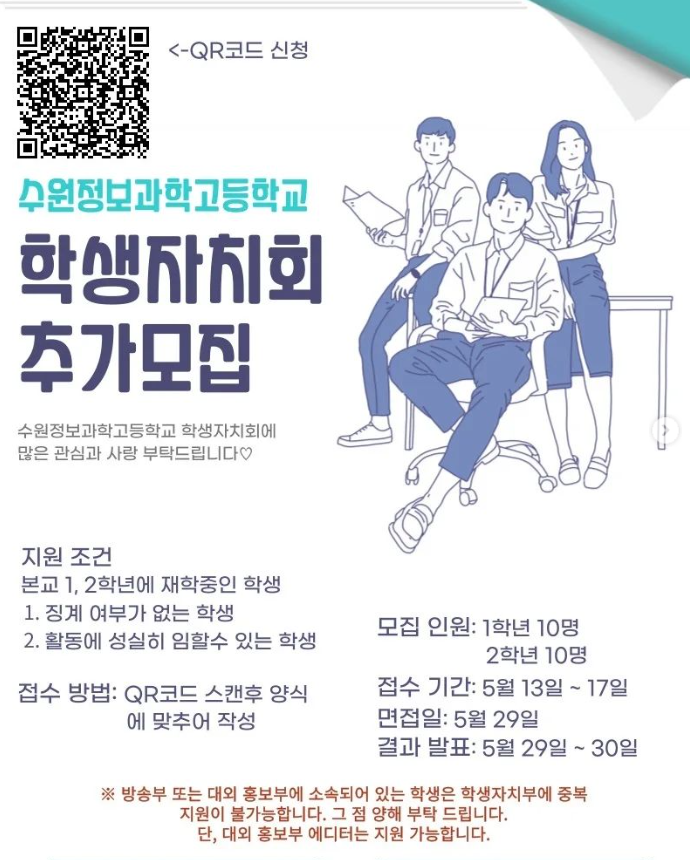 <-QR코드 신청
수원정보과학고등학교
학생자치회
추가모집
수원정보과학고등학교 학생자치회에
많은 관심과 사랑 부탁드립니다♡
지원 조건
본교 1, 2학년에 재학중인 학생
1. 징계 여부가 없는 학생
2. 활동에 성실히 임할수 있는 학생
접수 방법: QR코드 스캔후 양식
에 맞추어 작성
모집 인원: 1학년 10명
2학년 10명
접수 기간: 5월 13일 ~ 17일
면접일: 5월 29일
결과 발표: 5월 29일 ~ 30일
※ 방송부 또는 대외 홍보부에 소속되어 있는 학생은 학생자치부에 중복
지원이 불가능합니다. 그 점 양해 부탁 드립니다.
단, 대외 홍보부 에디터는 지원 가능합니다.